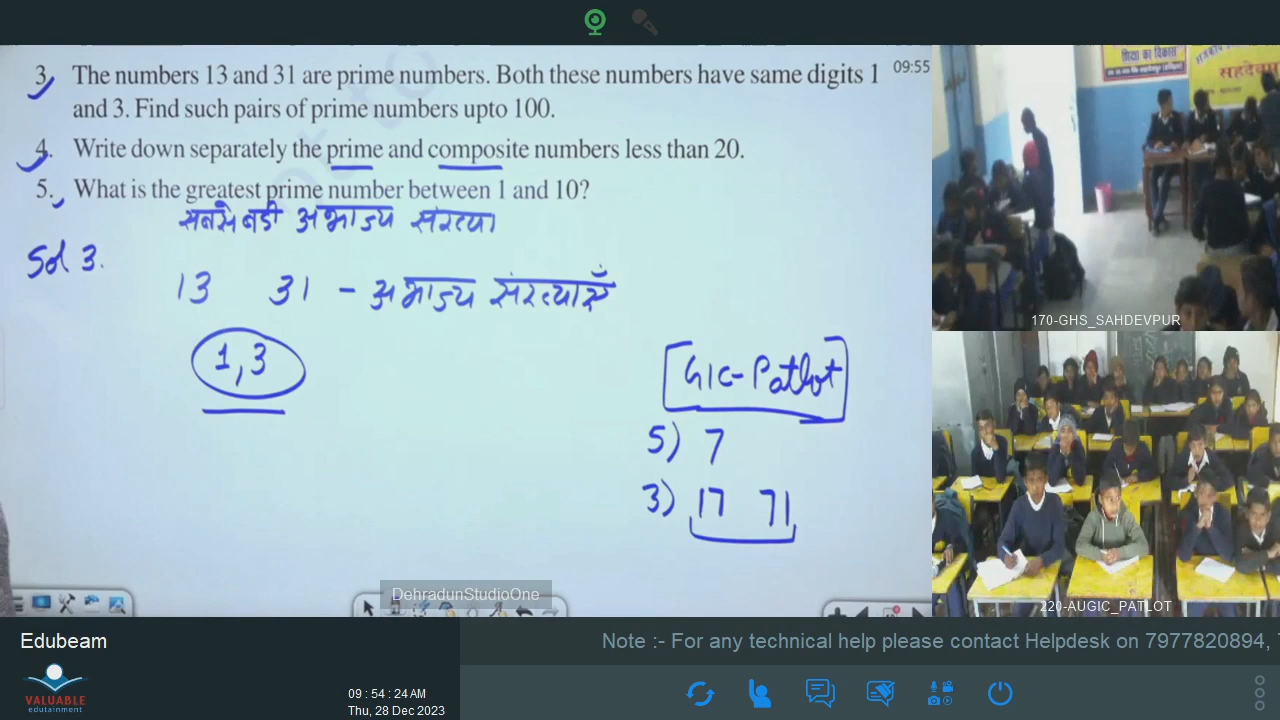 3. The numbers 13 and 31 are prime numbers. Both these numbers have same digits 1
and 3. Find such pairs of prime numbers upto 100.
09:55
4. Write down separately the prime and composite numbers less than 20.
5. What is the greatest prime number between 1 and 10?
सबसे बड़ी अभाज्य संख्या
Sol 3.
13 31 - अभाज्य संख्याएँ
1,3
GIC-Patlot
5) 7
3) 17 71
DehradunStudioOne
170-GHS_SAHDEVPUR
220-AUGIC_PATLOT
Edubeam
Note :- For any technical help please contact Helpdesk on 7977820894,
VALUABLE
edutainment
09 : 54 : 24 AM
Thu, 28 Dec 2023